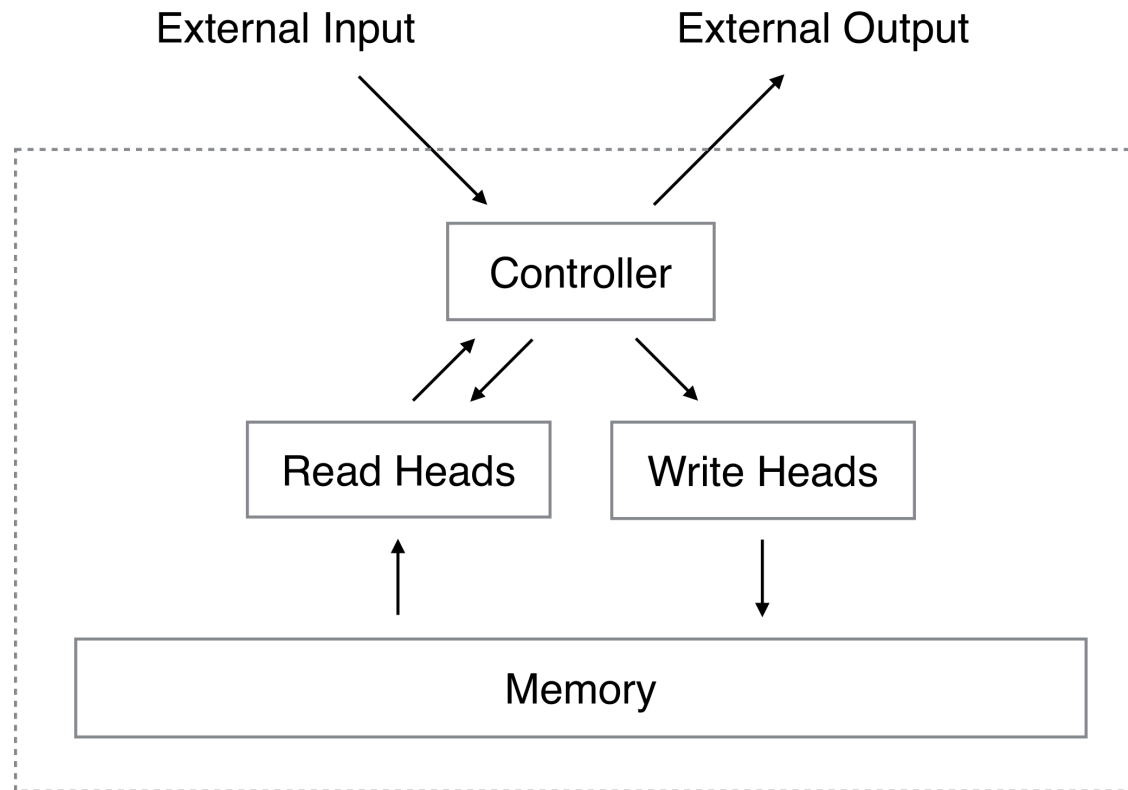 External Input
External Output
Controller
Read Heads
Write Heads
Memory